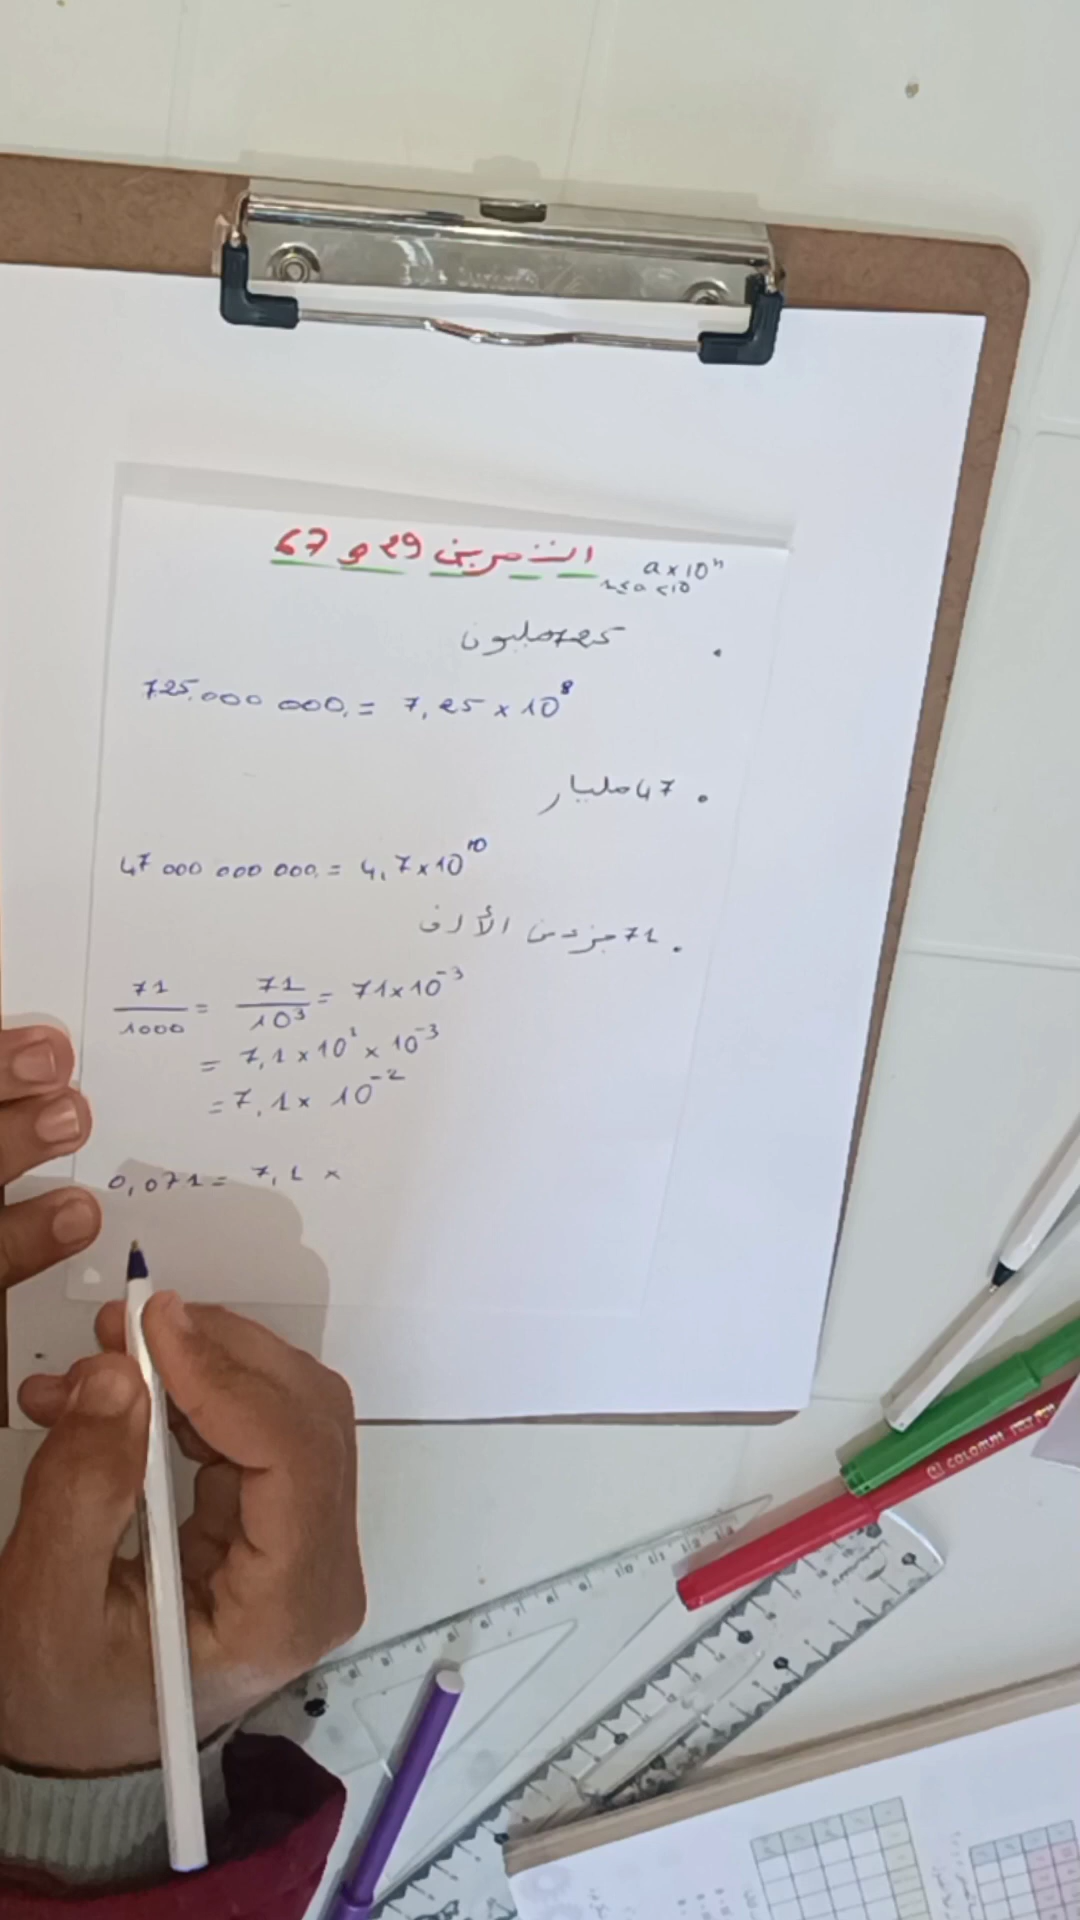 التمرين 29 و 67
a × 10ⁿ
1 ≤ a < 10
725 مليون
725 000 000, = 7,25 × 10⁸
47 مليار
47 000 000 000, = 4,7 × 10¹⁰
71 جزء من الألف
71/1000 = 71/10³ = 71 × 10⁻³
= 7,1 × 10¹ × 10⁻³
= 7,1 × 10⁻²
0,071 = 7,1 ×